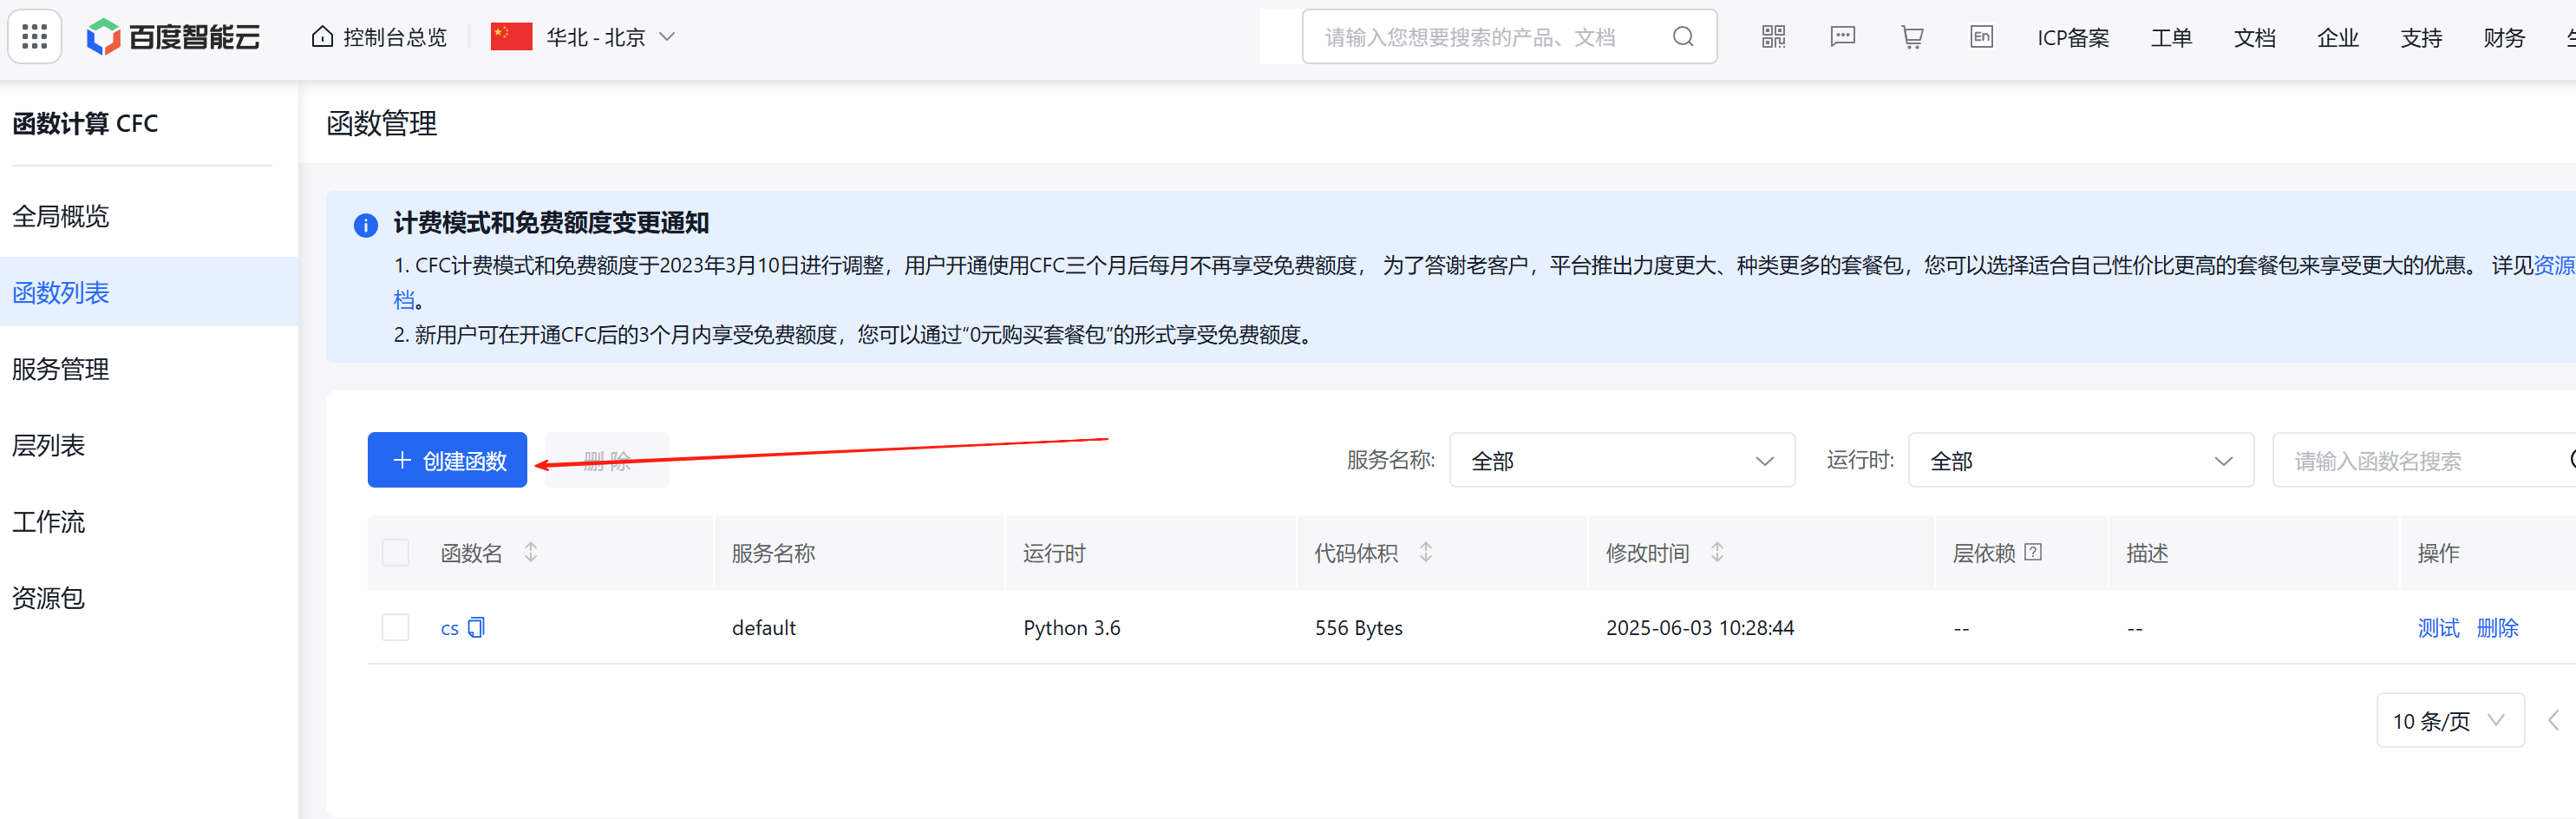 百度智能云
控制台总览
华北 - 北京
请输入您想要搜索的产品、文档
En
ICP备案
工单
文档
企业
支持
财务
函数计算 CFC
全局概览
函数列表
服务管理
层列表
工作流
资源包
函数管理
计费模式和免费额度变更通知
1. CFC计费模式和免费额度于2023年3月10日进行调整，用户开通使用CFC三个月后每月不再享受免费额度， 为了答谢老客户，平台推出力度更大、种类更多的套餐包，您可以选择适合自己性价比更高的套餐包来享受更大的优惠。 详见资源
档。
2. 新用户可在开通CFC后的3个月内享受免费额度，您可以通过“0元购买套餐包”的形式享受免费额度。
创建函数
删 除
服务名称:
全部
运行时:
全部
请输入函数名搜索
函数名
服务名称
运行时
代码体积
修改时间
层依赖
描述
操作
cs
default
Python 3.6
556 Bytes
2025-06-03 10:28:44
--
--
测试 删除
10 条/页